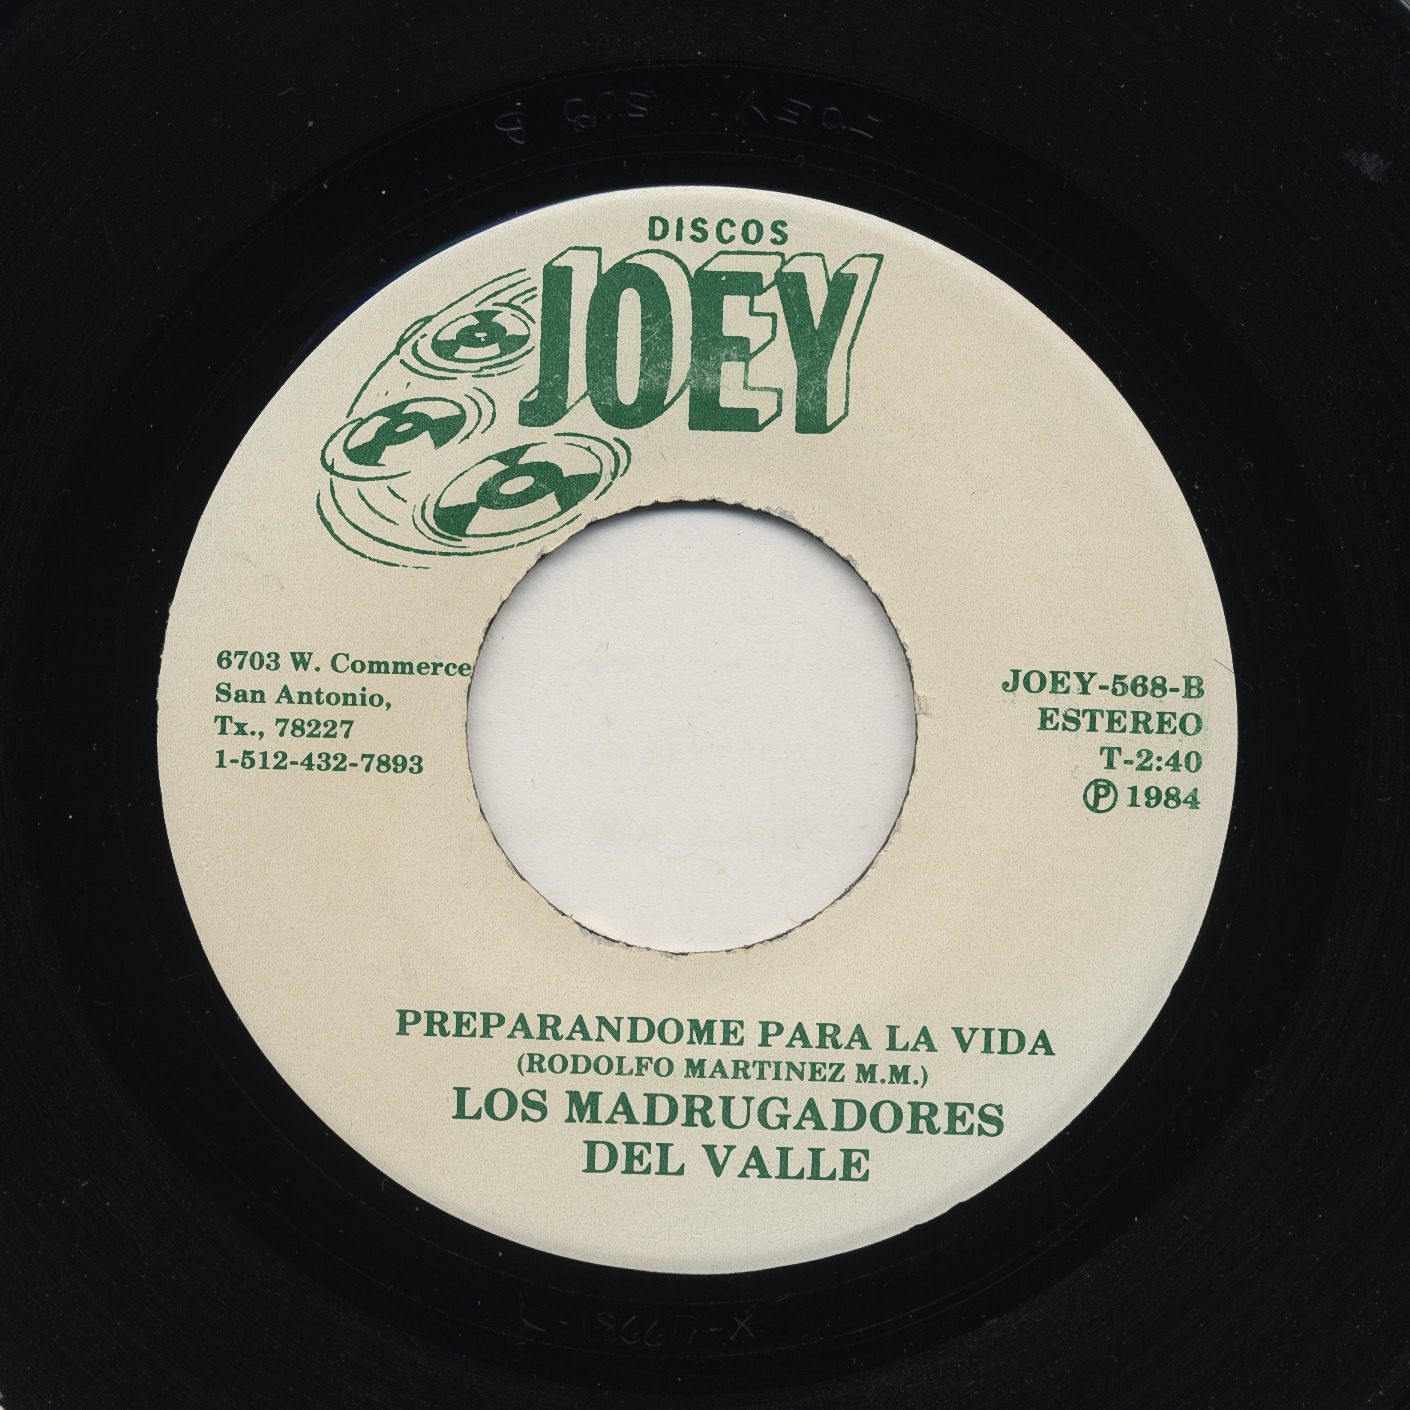 DISCOS
JOEY
6703 W. Commerce
San Antonio,
Tx., 78227
1-512-432-7893
JOEY-568-B
ESTEREO
T-2:40
Ⓟ 1984
PREPARANDOME PARA LA VIDA
(RODOLFO MARTINEZ M.M.)
LOS MADRUGADORES
DEL VALLE